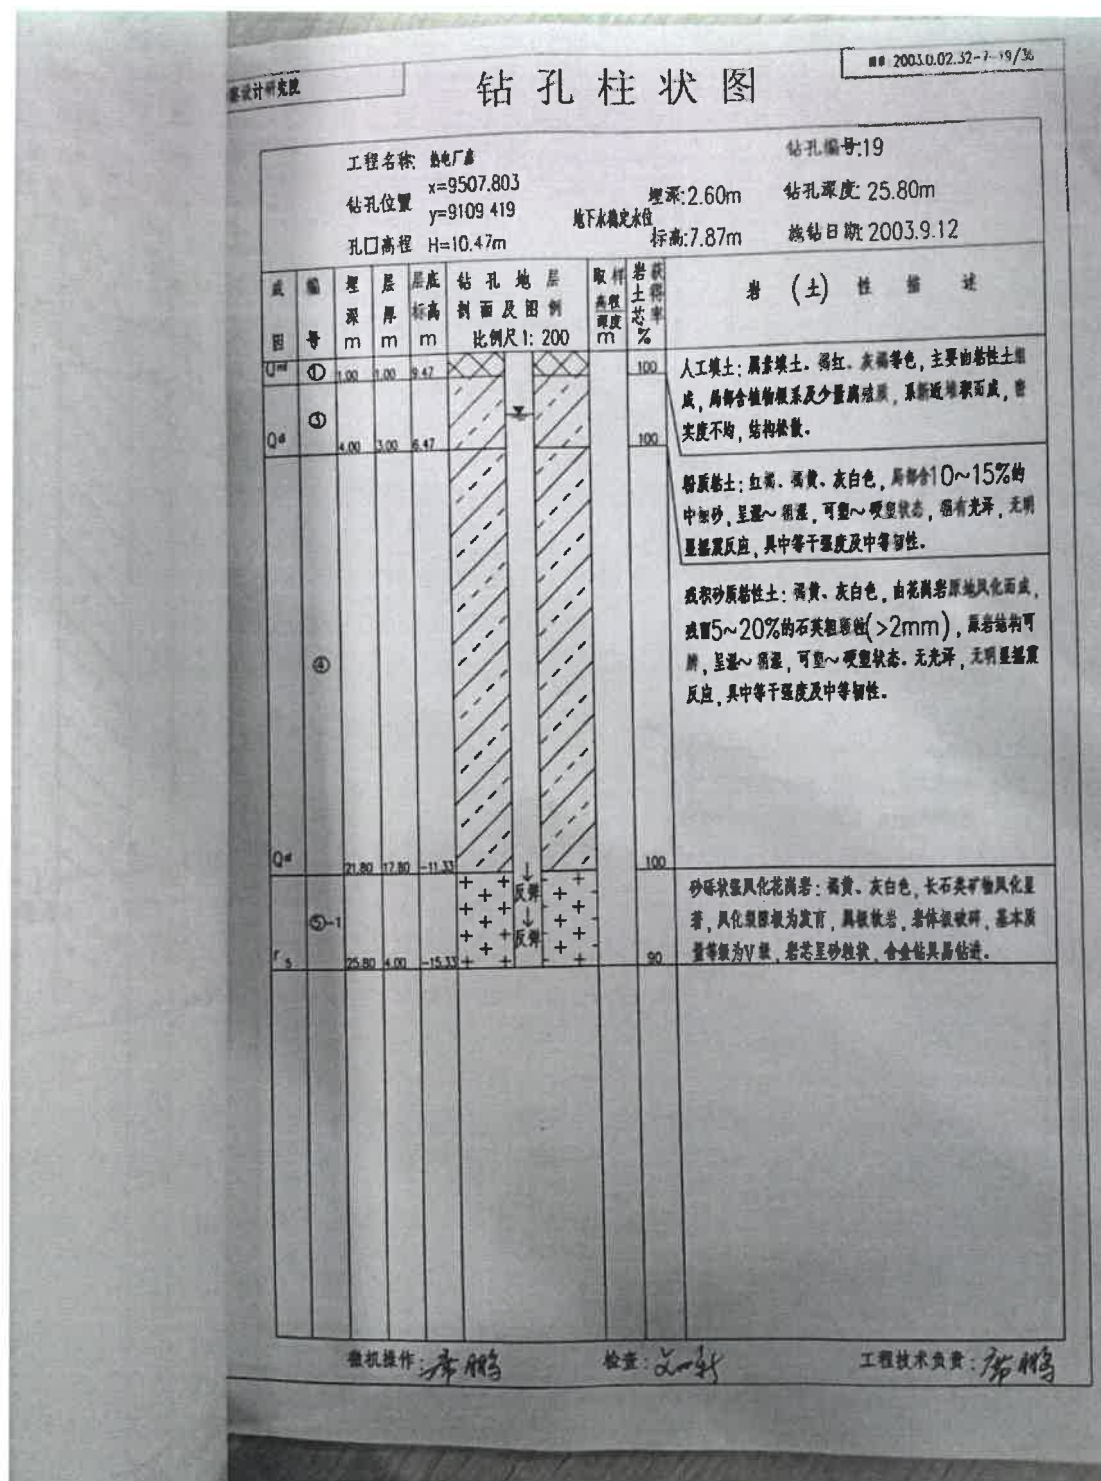 设计研究院
2003.0.02.32-7-19/36
钻孔柱状图
工程名称: 热电厂
钻孔编号:19
钻孔位置 x=9507.803
y=9109 419
地下水稳定水位
埋深:2.60m
标高:7.87m
钻孔深度: 25.80m
孔口高程 H=10.47m
施钻日期: 2003.9.12
成因
编号
埋深 m
层厚 m
层底标高 m
钻孔地层剖面及图例
比例尺1: 200
取样
高程
深度
m
岩土芯获得率 %
岩(土)性描述
Qml ① 1.00 1.00 9.47 100
人工填土: 属素填土. 褐红、灰褐等色, 主要由粘性土组
成, 局部含植物根系及少量腐殖质, 系新近堆积而成, 密
实度不均, 结构松散.
③
4.00 3.00 6.47 100
粉质粘土: 红褐、褐黄、灰白色, 局部含10~15%的
中细砂, 呈湿~稍湿, 可塑~硬塑状态, 稍有光泽, 无明
显摇震反应, 具中等干强度及中等韧性.
④
Qel 21.80 17.80 -11.33 100
残积砂质粘性土: 褐黄、灰白色, 由花岗岩原地风化而成,
残留5~20%的石英粗颗粒(>2mm), 原岩结构可
辨, 呈湿~稍湿, 可塑~硬塑状态. 无光泽, 无明显摇震
反应, 具中等干强度及中等韧性.
⑤-1
反弹
反弹
r 5 25.80 4.00 -15.33 90
砂砾状强风化花岗岩: 褐黄、灰白色, 长石类矿物风化显
著, 风化裂隙极为发育, 属极软岩, 岩体极破碎, 基本质
量等级为V级, 岩芯呈砂粒状, 合金钻具易钻进.
微机操作: 席鹏
检查:
工程技术负责: 席鹏